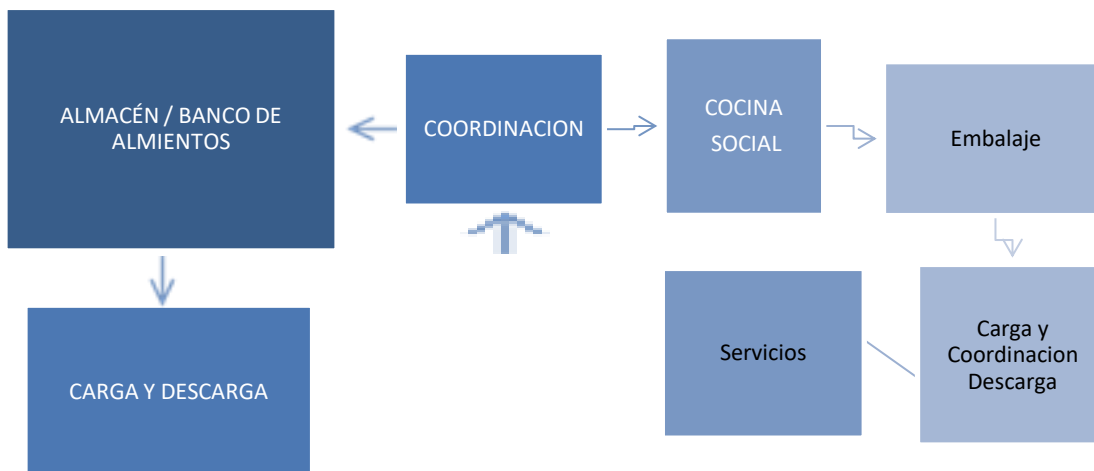 ALMACÉN / BANCO DE
ALMIENTOS
COORDINACION
COCINA
SOCIAL
Embalaje
CARGA Y DESCARGA
Servicios
Carga y
Coordinacion
Descarga